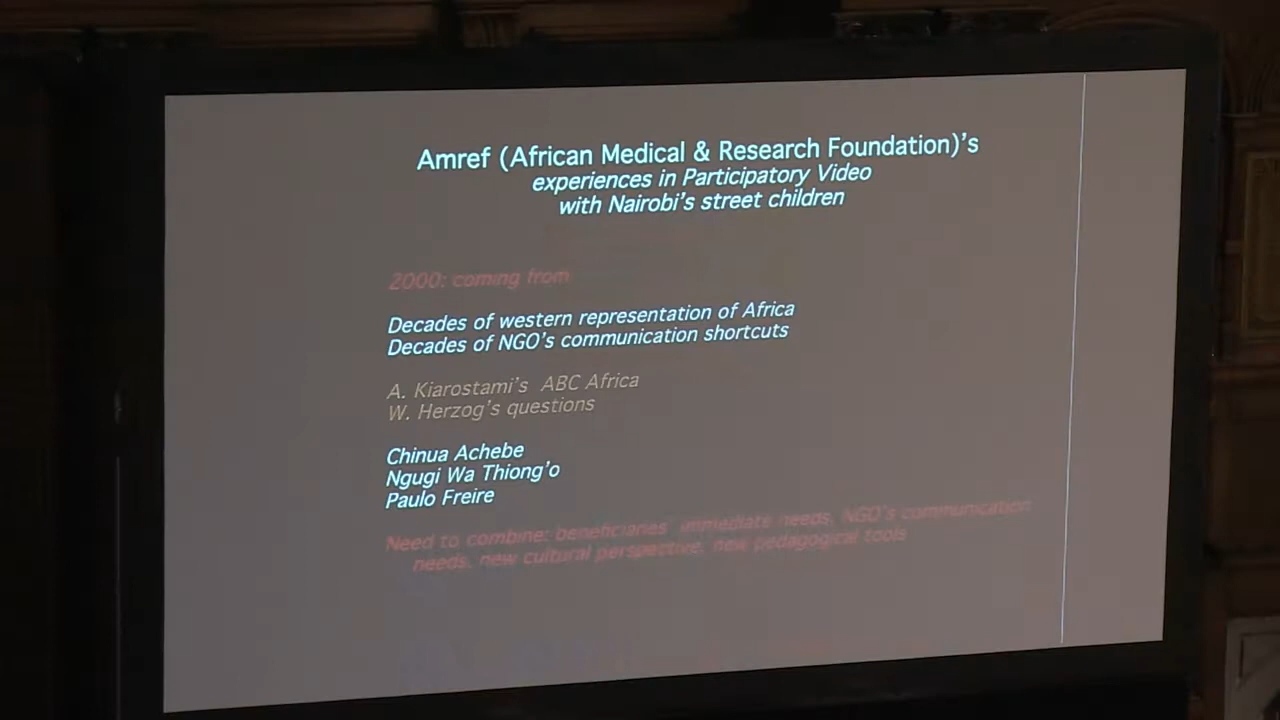 Amref (African Medical & Research Foundation)'s
experiences in Participatory Video
with Nairobi's street children
2000: coming from
Decades of western representation of Africa
Decades of NGO's communication shortcuts
A. Kiarostami's ABC Africa
W. Herzog's questions
Chinua Achebe
Ngugi Wa Thiong'o
Paulo Freire
Need to combine: beneficiaries' immediate needs, NGO's communication
needs, new cultural perspective, new pedagogical tools